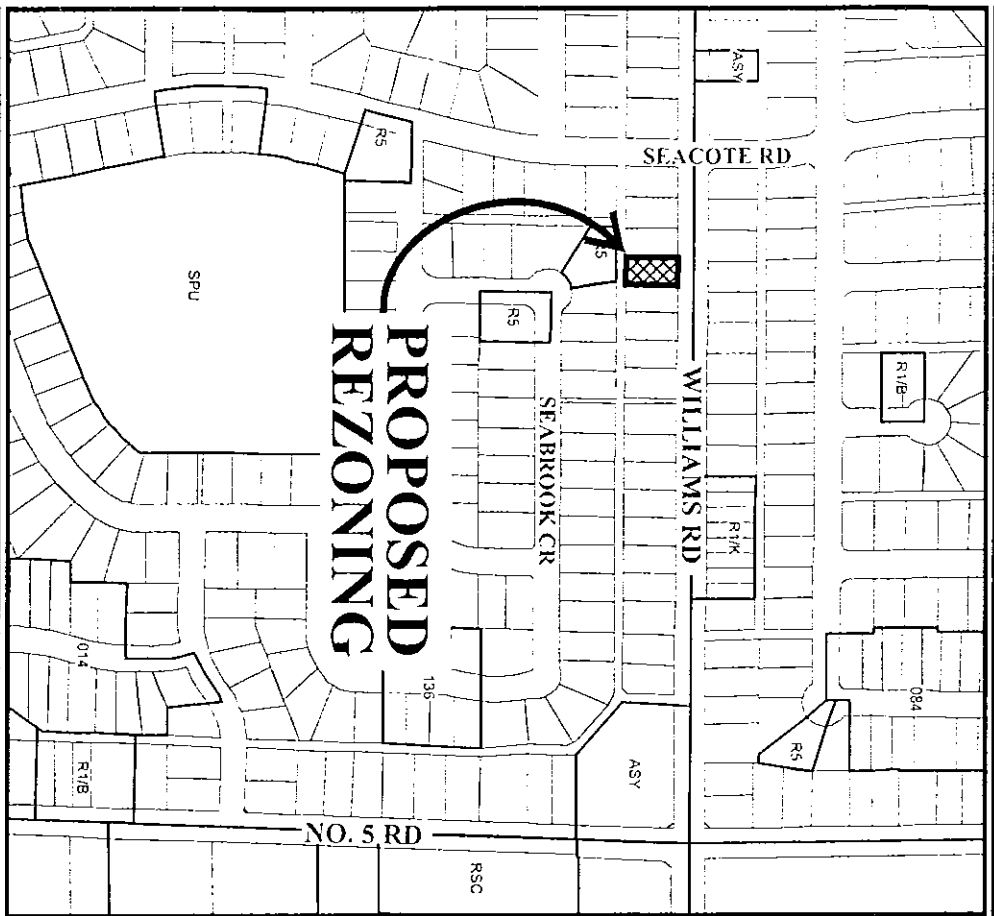 ASY
SEACOTE RD
R5
R5
SPU
R5
R1/B
PROPOSED
REZONING
SEABROOK CR
WILLIAMS RD
R1/K
014
136
084
R5
ASY
R1/B
NO. 5 RD
RSC